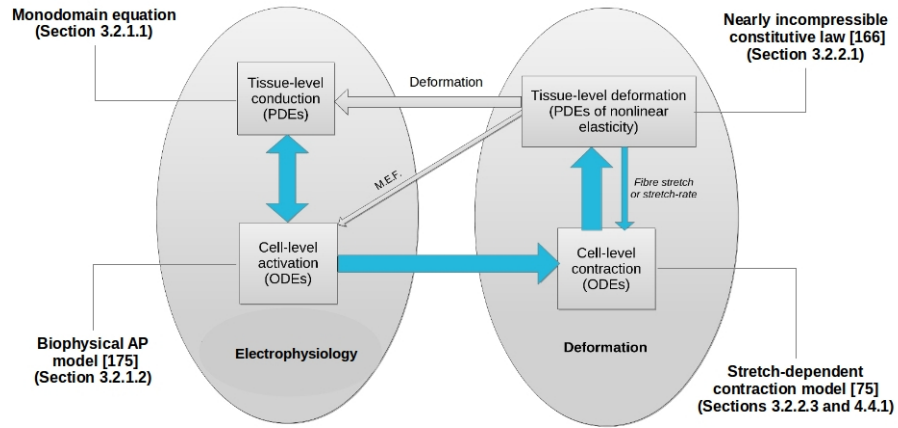 Monodomain equation
(Section 3.2.1.1)
Nearly incompressible
constitutive law [166]
(Section 3.2.2.1)
Tissue-level
conduction
(PDEs)
Deformation
Tissue-level deformation
(PDEs of nonlinear
elasticity)
M.E.F.
Fibre stretch
or stretch-rate
Cell-level
activation
(ODEs)
Cell-level
contraction
(ODEs)
Biophysical AP
model [175]
(Section 3.2.1.2)
Electrophysiology
Deformation
Stretch-dependent
contraction model [75]
(Sections 3.2.2.3 and 4.4.1)